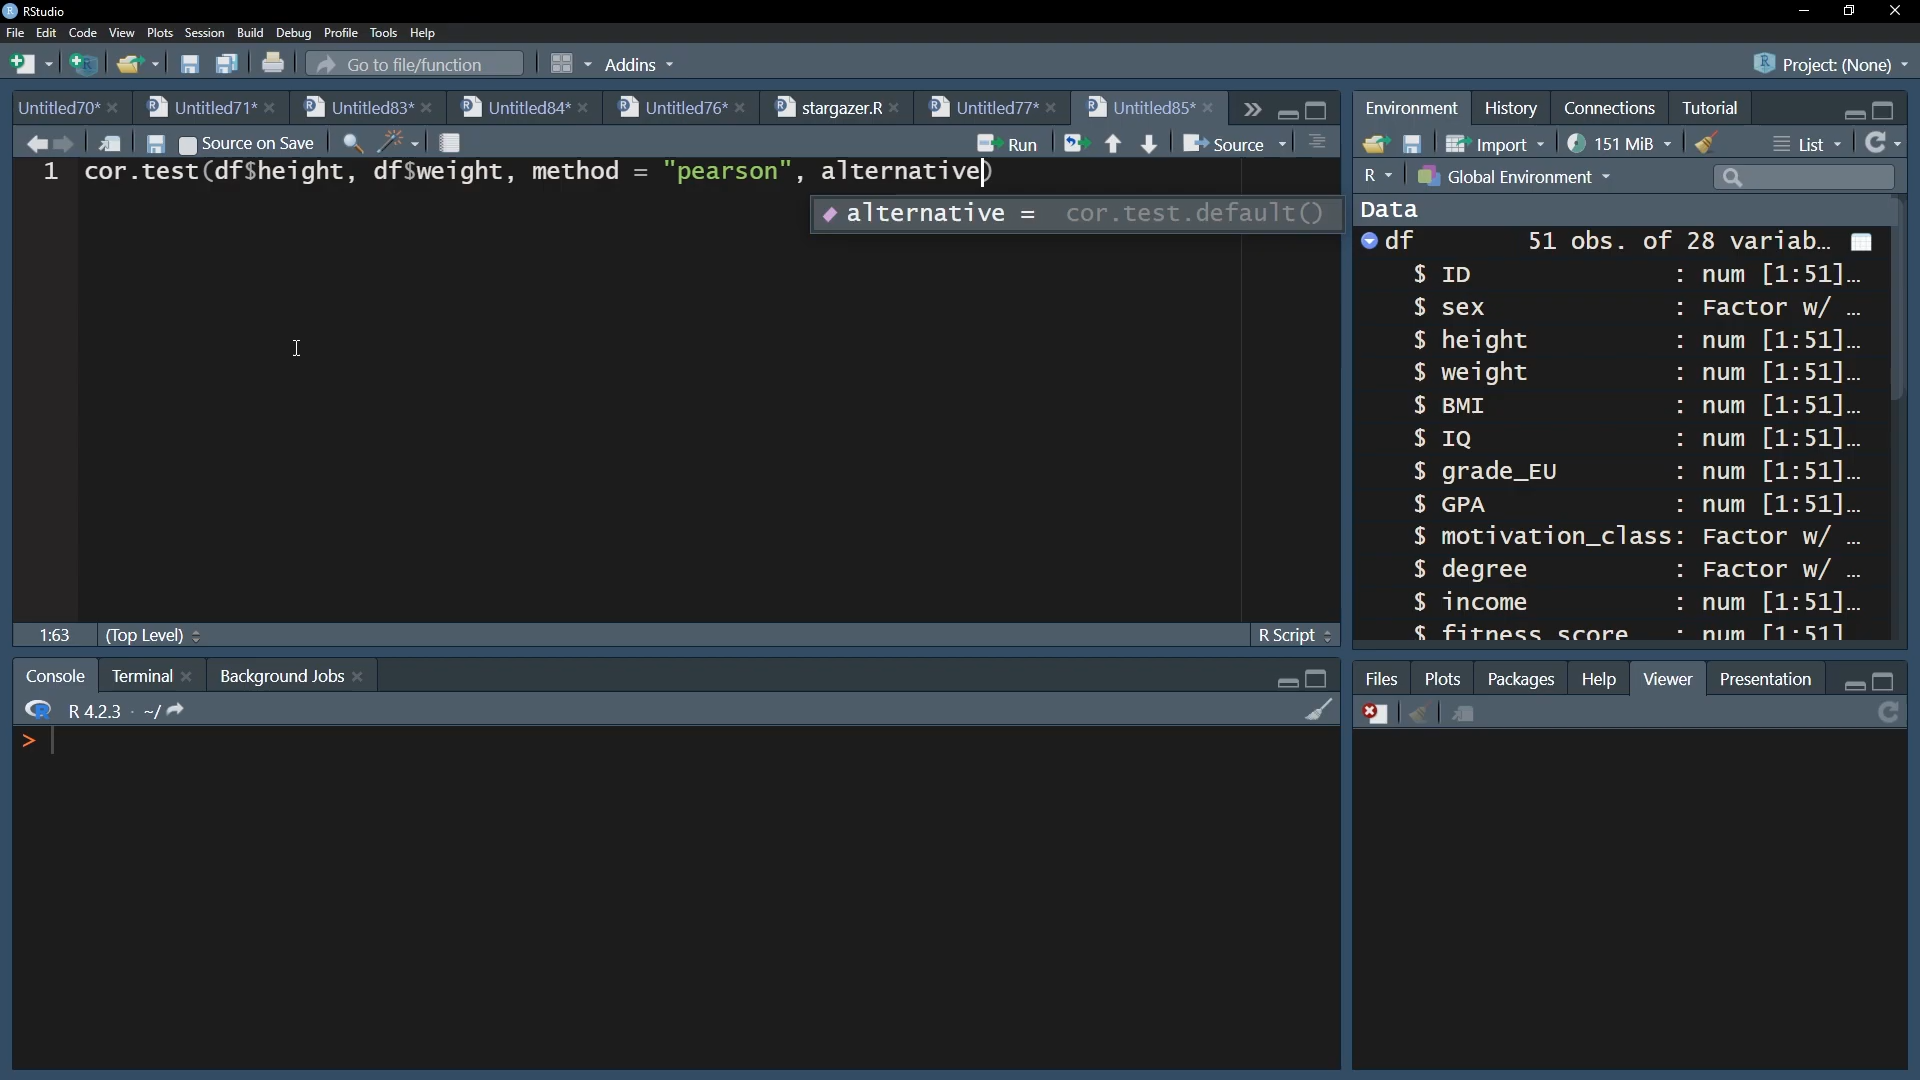 RStudio
File Edit Code View Plots Session Build Debug Profile Tools Help
Go to file/function Addins Project: (None)
Untitled70* Untitled71* Untitled83* Untitled84* Untitled76* stargazer.R Untitled77* Untitled85*
Source on Save Run Source
1 cor.test(df$height, df$weight, method = "pearson", alternative)
alternative = cor.test.default()
1:63 (Top Level) R Script
Console Terminal Background Jobs
R 4.2.3 · ~/
>
Environment History Connections Tutorial
Import 151 MiB List
R Global Environment
Data
df 51 obs. of 28 variab…
$ ID : num [1:51]…
$ sex : Factor w/ …
$ height : num [1:51]…
$ weight : num [1:51]…
$ BMI : num [1:51]…
$ IQ : num [1:51]…
$ grade_EU : num [1:51]…
$ GPA : num [1:51]…
$ motivation_class: Factor w/ …
$ degree : Factor w/ …
$ income : num [1:51]…
$ fitness_score : num [1:51]
Files Plots Packages Help Viewer Presentation